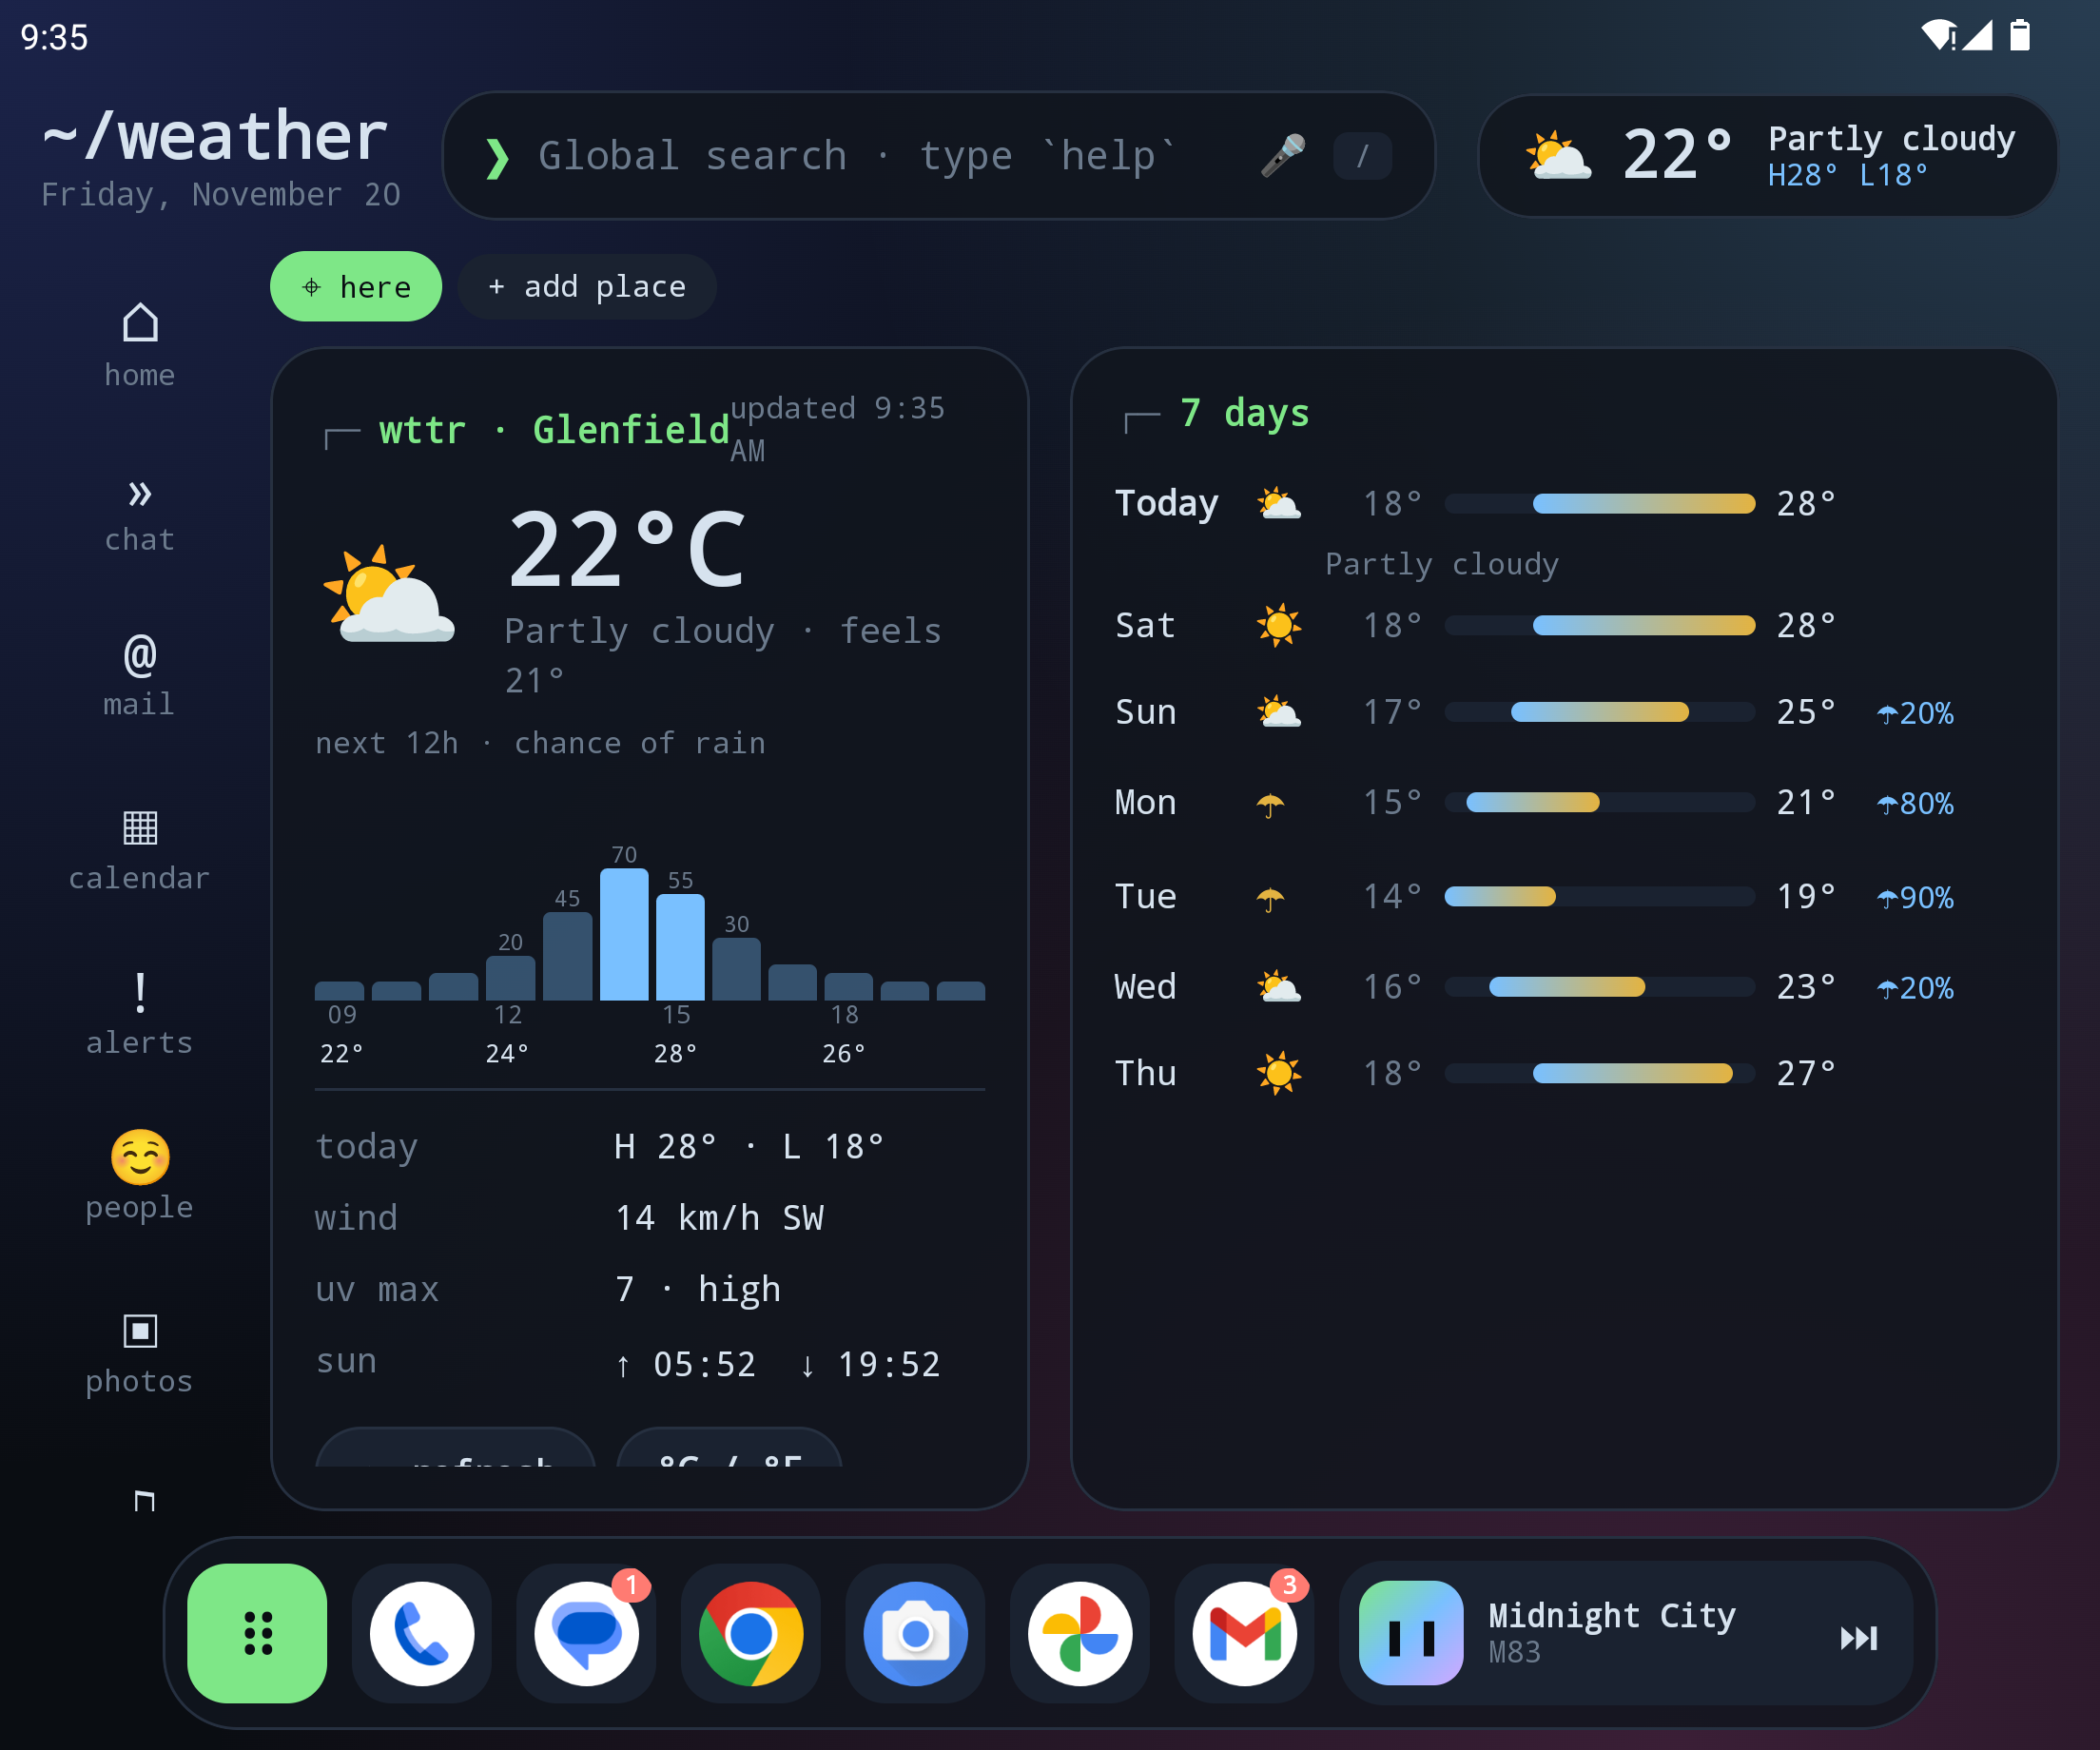 9:35
~/weather
Friday, November 20
❯ Global search · type `help`
/
22°
Partly cloudy
H28° L18°
⌖ here
+ add place
home
chat
mail
calendar
alerts
people
photos
wttr · Glenfield
updated 9:35
AM
22°C
Partly cloudy · feels
21°
next 12h · chance of rain
20
45
70
55
30
09 12 15 18
22° 24° 28° 26°
today H 28° · L 18°
wind 14 km/h SW
uv max 7 · high
sun ↑ 05:52 ↓ 19:52
refresh
°C / °F
7 days
Today 18° 28°
Partly cloudy
Sat 18° 28°
Sun 17° 25° ☂20%
Mon 15° 21° ☂80%
Tue 14° 19° ☂90%
Wed 16° 23° ☂20%
Thu 18° 27°
1
3
Midnight City
M83